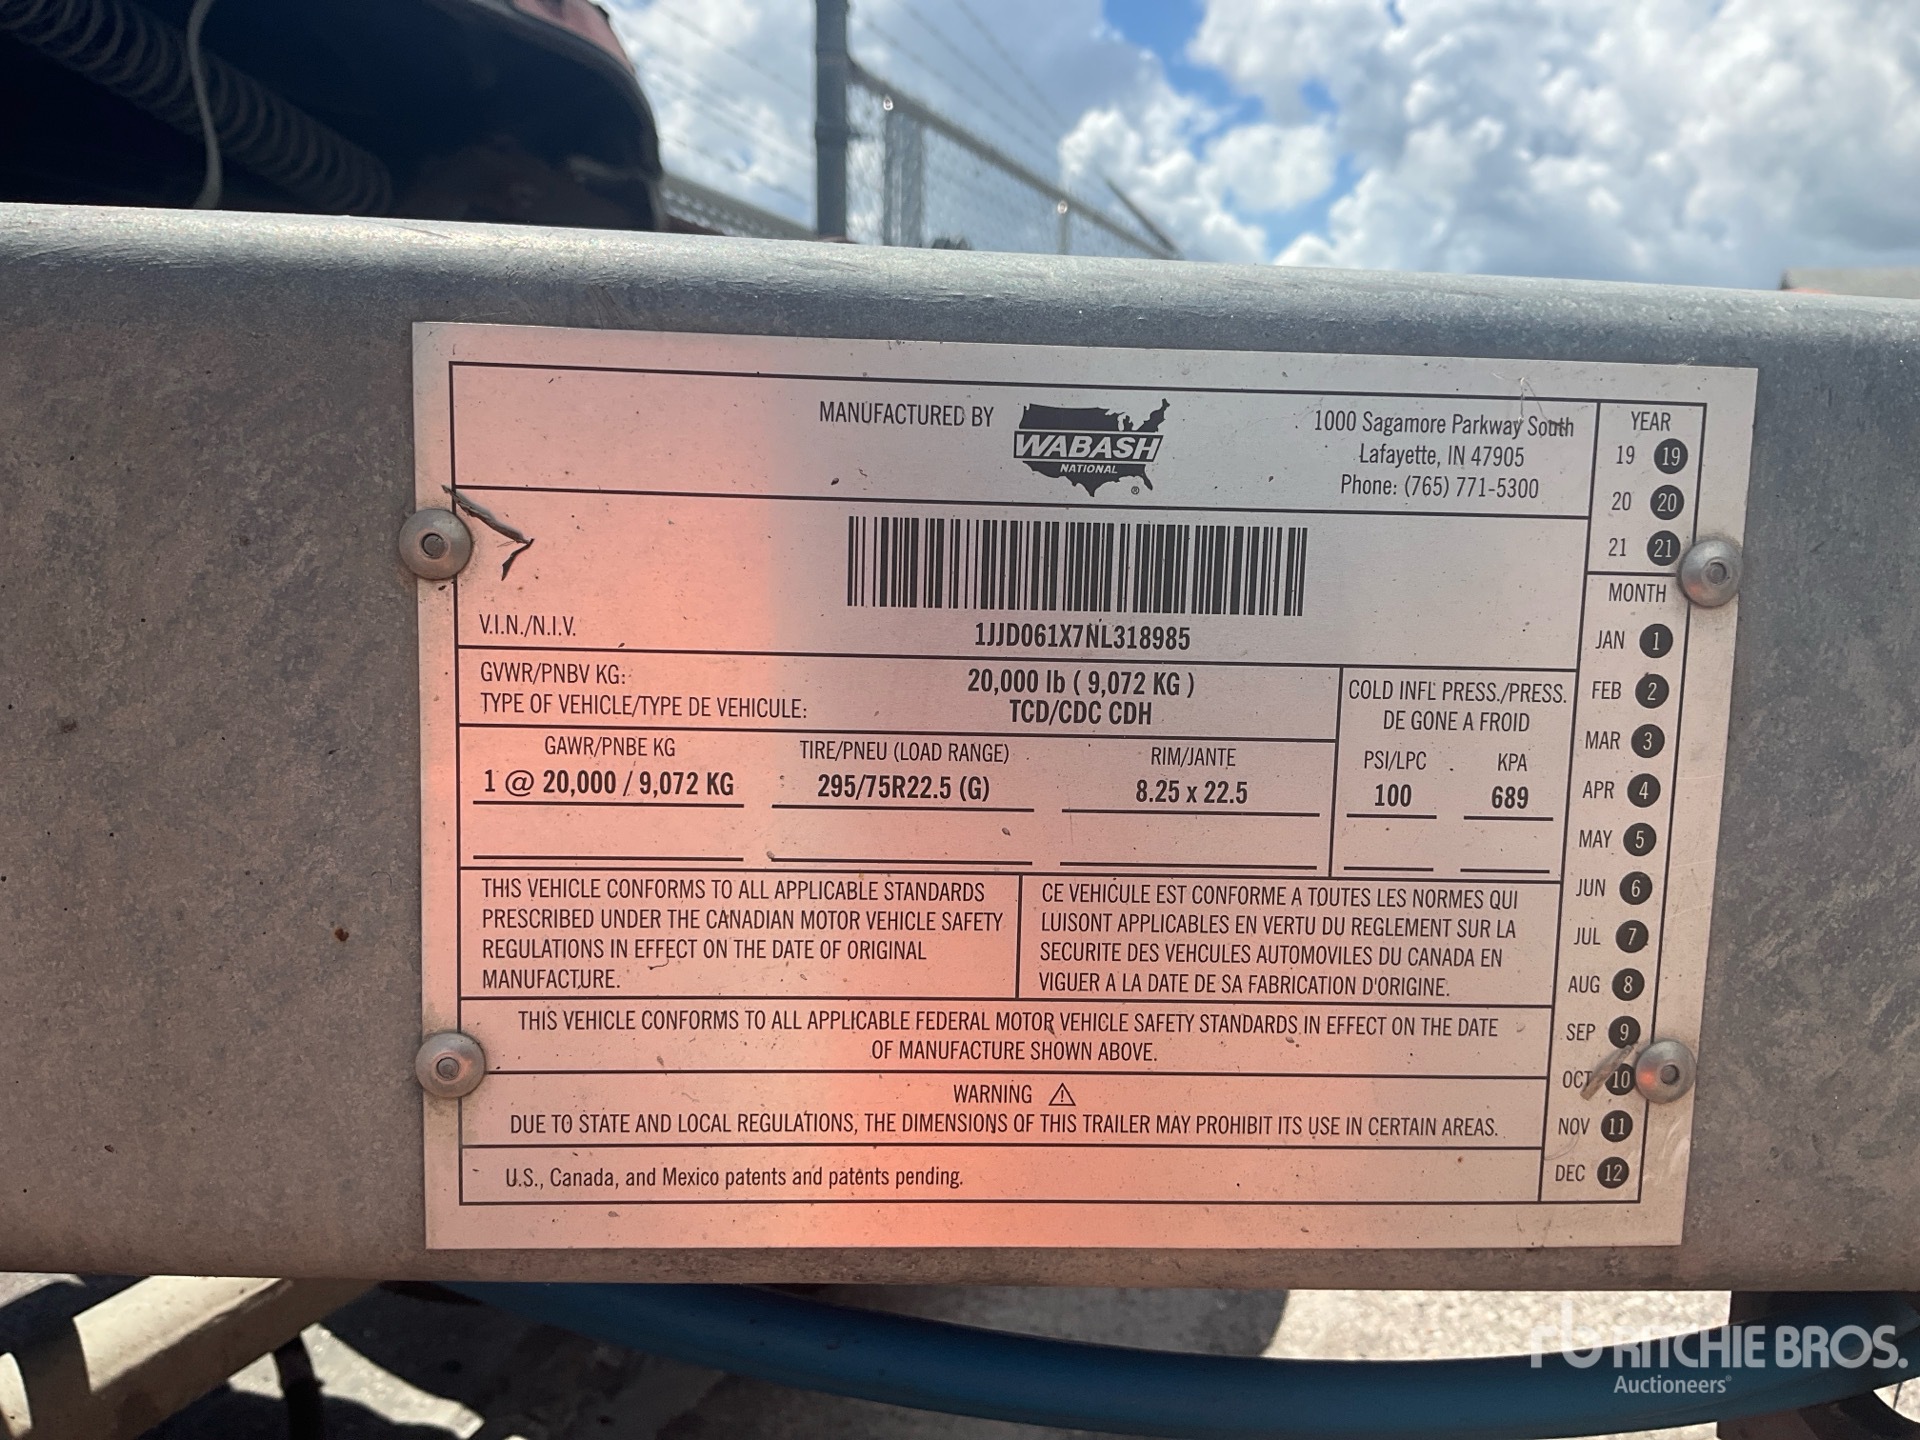 MANUFACTURED BY
WABASH
NATIONAL
®
1000 Sagamore Parkway South
Lafayette, IN 47905
Phone: (765) 771-5300
YEAR
19 19
20 20
21 21
V.I.N./N.I.V.
1JJD061X7NL318985
GVWR/PNBV KG: 20,000 lb ( 9,072 KG )
TYPE OF VEHICLE/TYPE DE VEHICULE: TCD/CDC CDH
COLD INFL PRESS./PRESS.
DE GONE A FROID
GAWR/PNBE KG TIRE/PNEU (LOAD RANGE) RIM/JANTE PSI/LPC KPA
1 @ 20,000 / 9,072 KG 295/75R22.5 (G) 8.25 x 22.5 100 689
THIS VEHICLE CONFORMS TO ALL APPLICABLE STANDARDS
PRESCRIBED UNDER THE CANADIAN MOTOR VEHICLE SAFETY
REGULATIONS IN EFFECT ON THE DATE OF ORIGINAL
MANUFACTURE.
CE VEHICULE EST CONFORME A TOUTES LES NORMES QUI
LUISONT APPLICABLES EN VERTU DU REGLEMENT SUR LA
SECURITE DES VEHCULES AUTOMOVILES DU CANADA EN
VIGUER A LA DATE DE SA FABRICATION D'ORIGINE.
THIS VEHICLE CONFORMS TO ALL APPLICABLE FEDERAL MOTOR VEHICLE SAFETY STANDARDS IN EFFECT ON THE DATE
OF MANUFACTURE SHOWN ABOVE.
WARNING
DUE TO STATE AND LOCAL REGULATIONS, THE DIMENSIONS OF THIS TRAILER MAY PROHIBIT ITS USE IN CERTAIN AREAS.
U.S., Canada, and Mexico patents and patents pending.
MONTH
JAN 1
FEB 2
MAR 3
APR 4
MAY 5
JUN 6
JUL 7
AUG 8
SEP 9
OCT 10
NOV 11
DEC 12
rb RITCHIE BROS.
Auctioneers